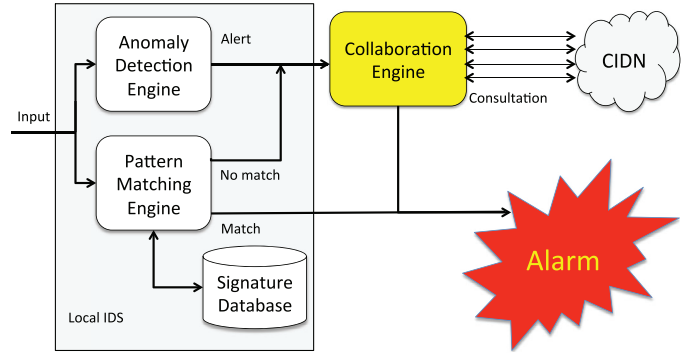 Input
Anomaly
Detection
Engine
Alert
Collaboration
Engine
CIDN
Consultation
Pattern
Matching
Engine
No match
Match
Signature
Database
Local IDS
Alarm